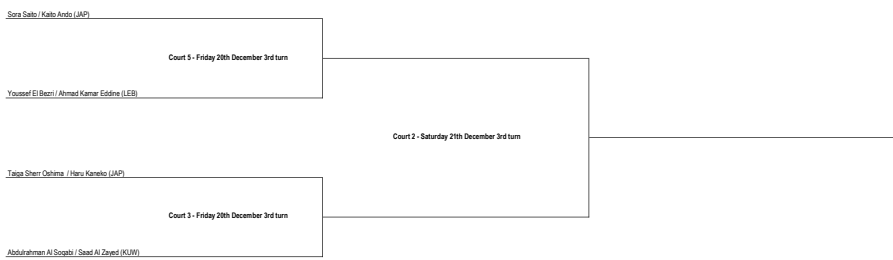 Sora Saito / Kaito Ando (JAP)
Court 5 - Friday 20th December 3rd turn
Youssef El Bezri / Ahmad Kamar Eddine (LEB)
Court 2 - Saturday 21th December 3rd turn
Taiga Sherr Oshima / Haru Kaneko (JAP)
Court 3 - Friday 20th December 3rd turn
Abdulrahman Al Soqabi / Saad Al Zayed (KUW)